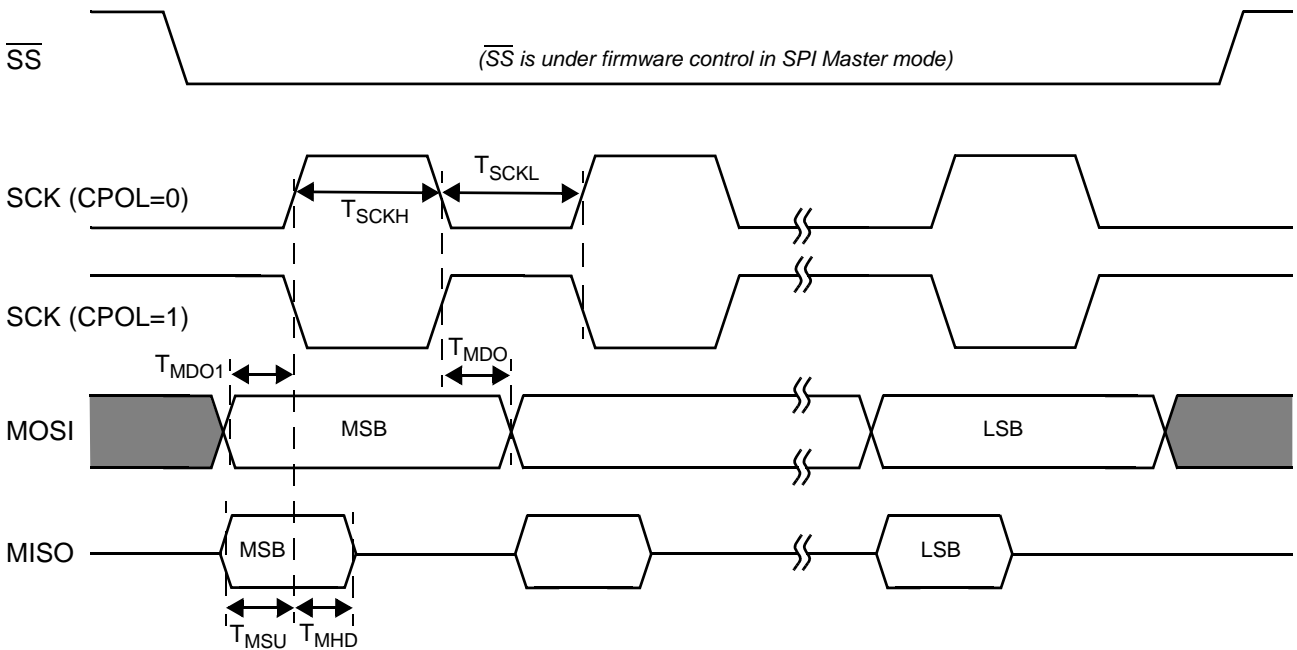 SS
(SS is under firmware control in SPI Master mode)
TSCKL
SCK (CPOL=0)
TSCKH
SCK (CPOL=1)
TMDO1
TMDO
MOSI
MSB
LSB
MISO
MSB
LSB
TMSU
TMHD